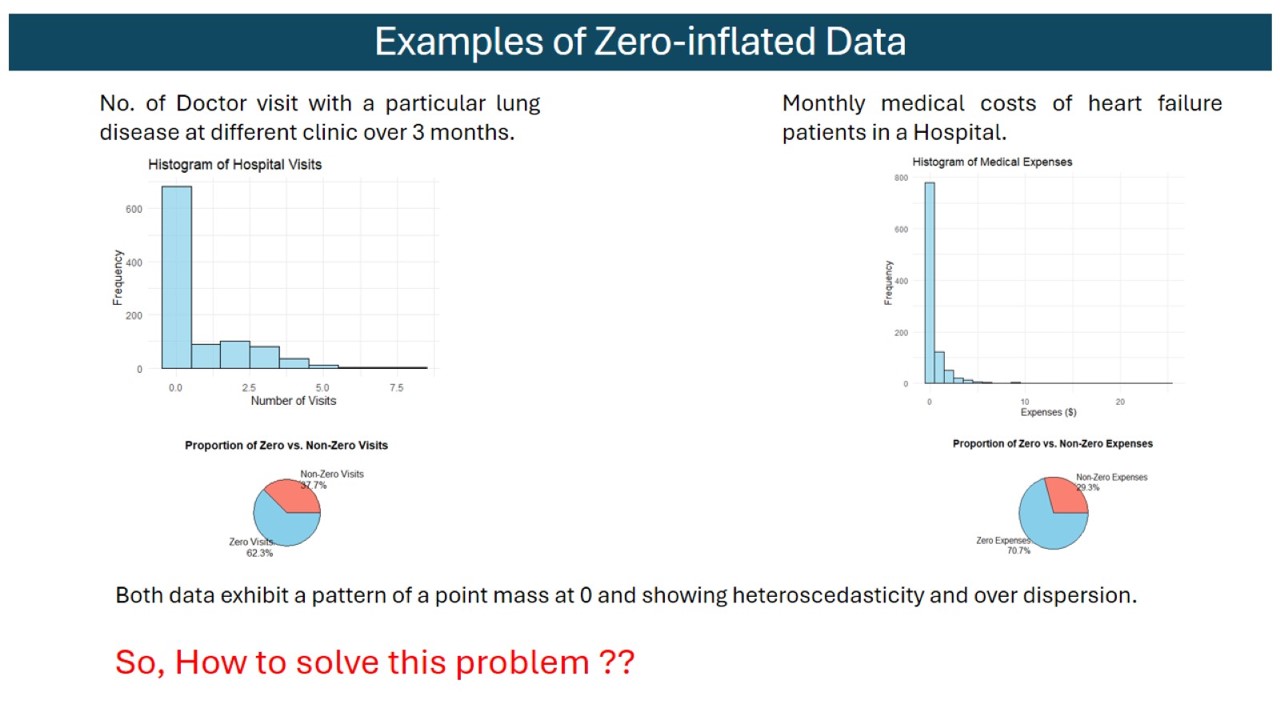 Examples of Zero-inflated Data
No. of Doctor visit with a particular lung
disease at different clinic over 3 months.
Histogram of Hospital Visits
Frequency
600
400
200
0
0.0 2.5 5.0 7.5
Number of Visits
Proportion of Zero vs. Non-Zero Visits
Non-Zero Visits
37.7%
Zero Visits
62.3%
Monthly medical costs of heart failure
patients in a Hospital.
Histogram of Medical Expenses
Frequency
800
600
400
200
0
0 10 20
Expenses ($)
Proportion of Zero vs. Non-Zero Expenses
Non-Zero Expenses
29.3%
Zero Expenses
70.7%
Both data exhibit a pattern of a point mass at 0 and showing heteroscedasticity and over dispersion.
So, How to solve this problem ??